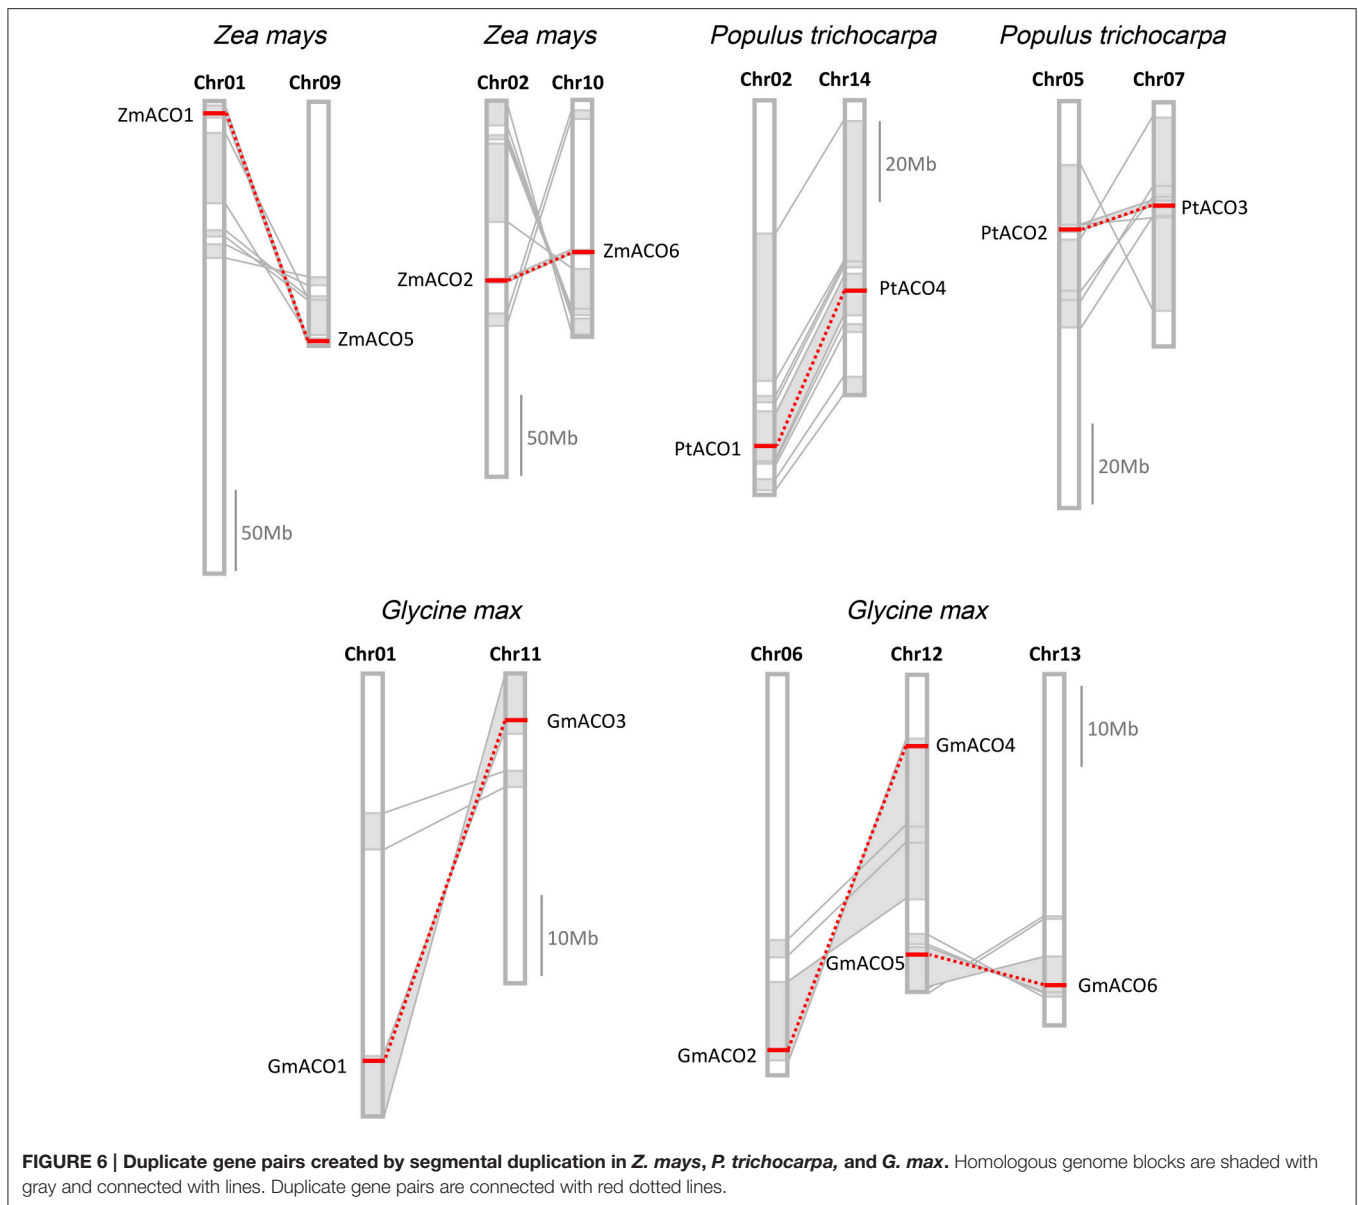 Zea mays
Zea mays
Populus trichocarpa
Populus trichocarpa
Chr01
Chr09
Chr02
Chr10
Chr02
Chr14
Chr05
Chr07
ZmACO1
ZmACO5
50Mb
ZmACO2
ZmACO6
50Mb
20Mb
PtACO4
PtACO1
PtACO2
PtACO3
20Mb
Glycine max
Glycine max
Chr01
Chr11
Chr06
Chr12
Chr13
GmACO3
GmACO1
10Mb
10Mb
GmACO4
GmACO5
GmACO6
GmACO2
FIGURE 6 | Duplicate gene pairs created by segmental duplication in Z. mays, P. trichocarpa, and G. max. Homologous genome blocks are shaded with
gray and connected with lines. Duplicate gene pairs are connected with red dotted lines.